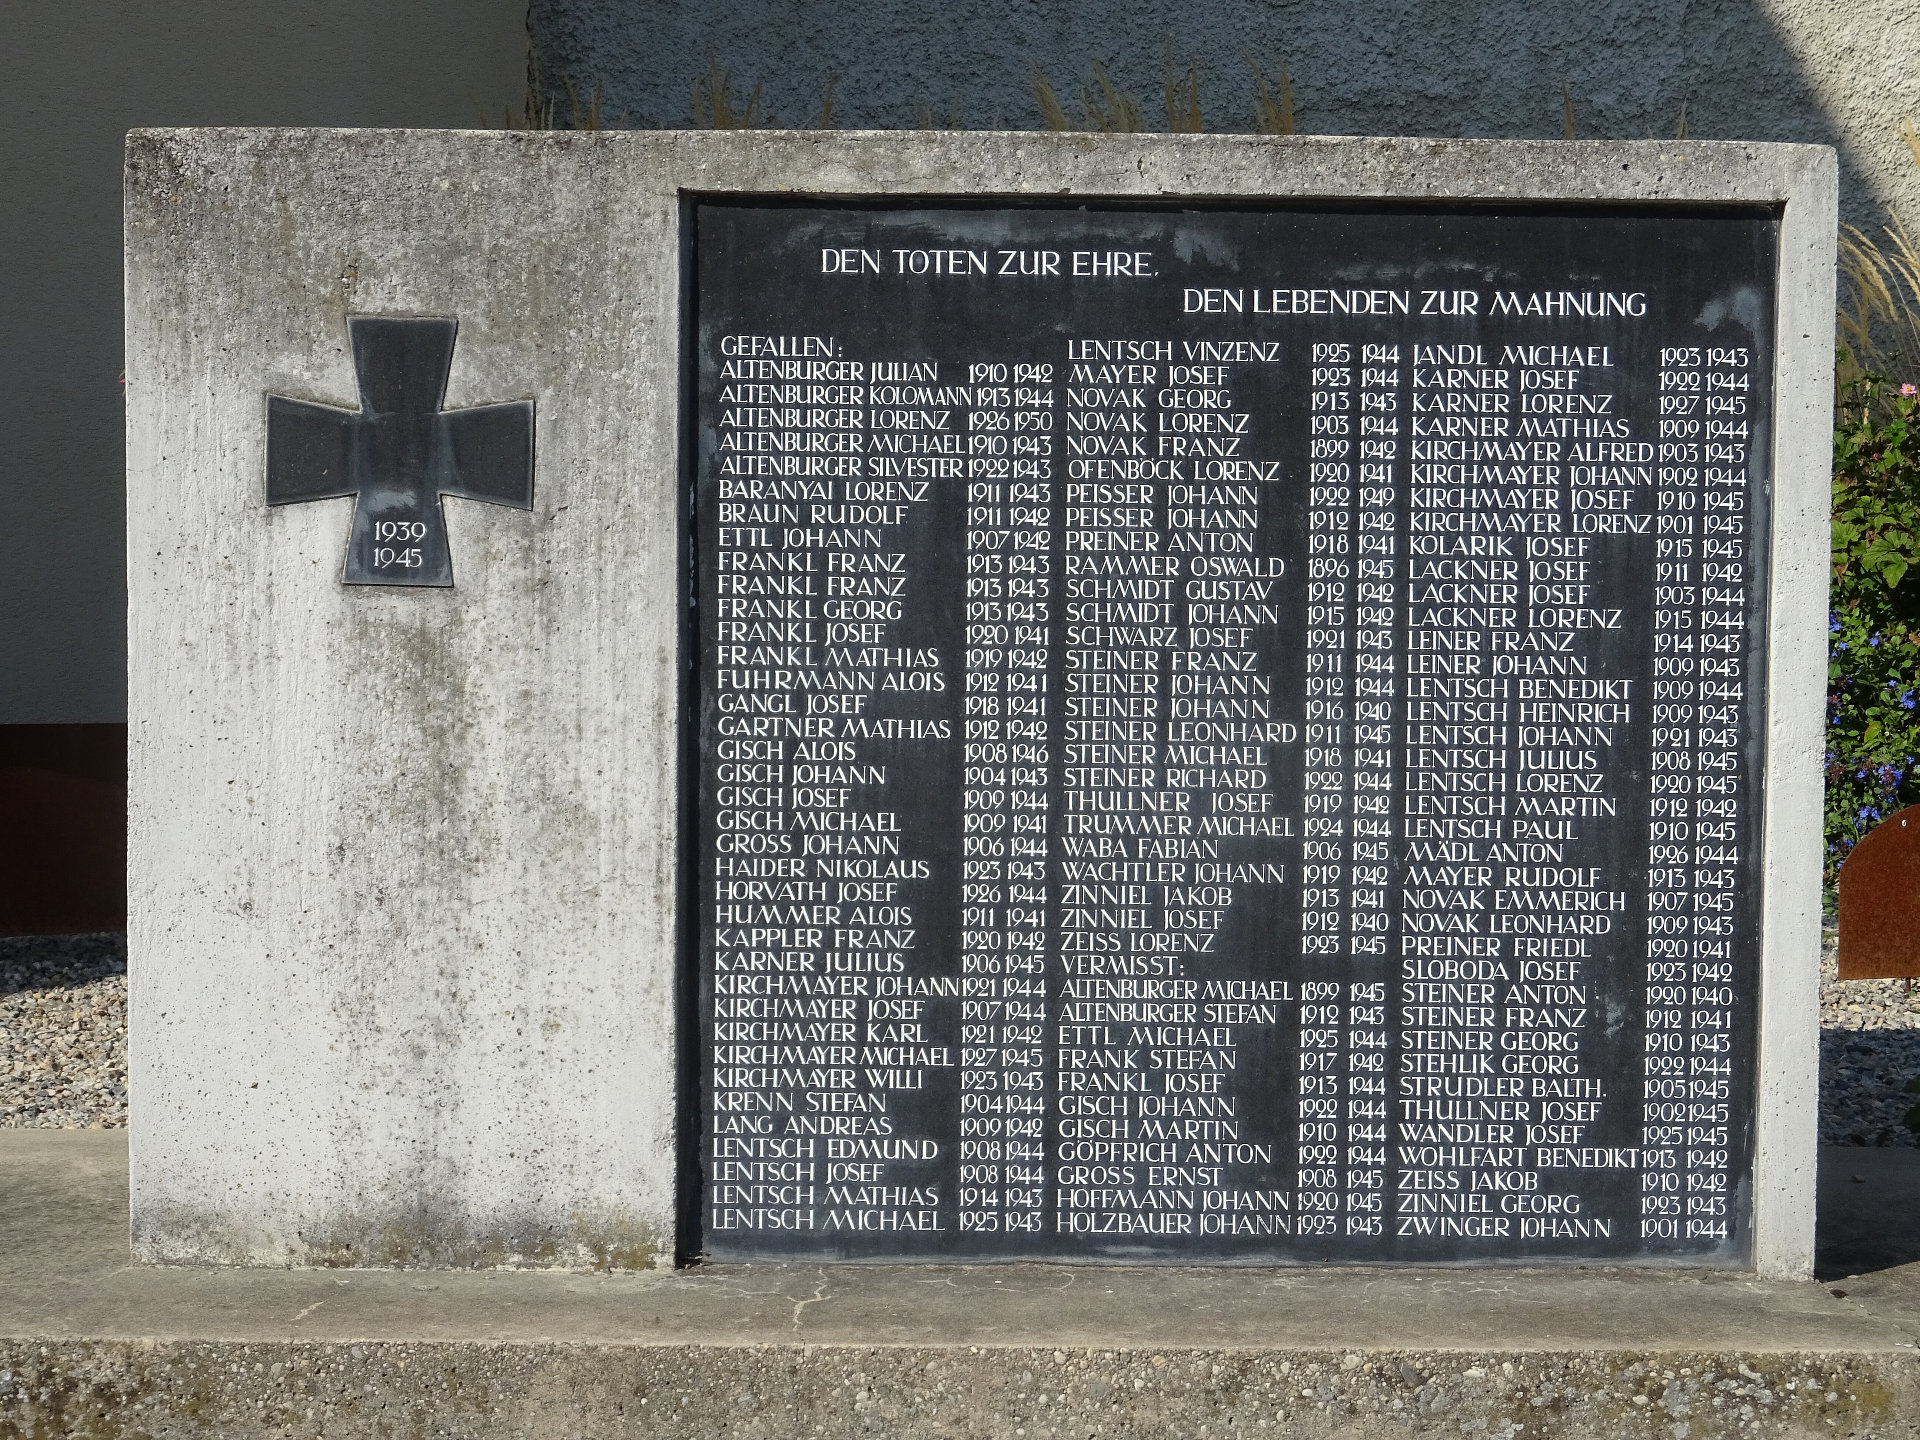 1939
1945
DEN TOTEN ZUR EHRE,
DEN LEBENDEN ZUR MAHNUNG
GEFALLEN:
ALTENBURGER JULIAN 1910 1942
ALTENBURGER KOLOMANN 1913 1944
ALTENBURGER LORENZ 1926 1950
ALTENBURGER MICHAEL 1910 1943
ALTENBURGER SILVESTER 1922 1943
BARANYAI LORENZ 1911 1943
BRAUN RUDOLF 1911 1942
ETTL JOHANN 1907 1942
FRANKL FRANZ 1913 1943
FRANKL FRANZ 1913 1943
FRANKL GEORG 1913 1943
FRANKL JOSEF 1920 1941
FRANKL MATHIAS 1919 1942
FUHRMANN ALOIS 1912 1941
GANGL JOSEF 1918 1941
GARTNER MATHIAS 1912 1942
GISCH ALOIS 1908 1946
GISCH JOHANN 1904 1943
GISCH JOSEF 1909 1944
GISCH MICHAEL 1909 1941
GROSS JOHANN 1906 1944
HAIDER NIKOLAUS 1923 1943
HORVATH JOSEF 1926 1944
HUMMER ALOIS 1911 1941
KAPPLER FRANZ 1920 1942
KARNER JULIUS 1906 1945
KIRCHMAYER JOHANN 1921 1944
KIRCHMAYER JOSEF 1907 1944
KIRCHMAYER KARL 1921 1942
KIRCHMAYER MICHAEL 1927 1945
KIRCHMAYER WILLI 1923 1943
KRENN STEFAN 1904 1944
LANG ANDREAS 1909 1942
LENTSCH EDMUND 1908 1944
LENTSCH JOSEF 1908 1944
LENTSCH MATHIAS 1914 1943
LENTSCH MICHAEL 1925 1943
LENTSCH VINZENZ 1925 1944
MAYER JOSEF 1923 1944
NOVAK GEORG 1913 1943
NOVAK LORENZ 1903 1944
NOVAK FRANZ 1899 1942
OFENBÖCK LORENZ 1920 1941
PEISSER JOHANN 1922 1942
PEISSER JOHANN 1912 1942
PREINER ANTON 1918 1941
RAMMER OSWALD 1896 1945
SCHMIDT GUSTAV 1912 1942
SCHMIDT JOHANN 1915 1942
SCHWARZ JOSEF 1921 1943
STEINER FRANZ 1911 1944
STEINER JOHANN 1912 1944
STEINER JOHANN 1916 1940
STEINER LEONHARD 1911 1945
STEINER MICHAEL 1918 1941
STEINER RICHARD 1922 1944
THULLNER JOSEF 1919 1942
TRUMMER MICHAEL 1924 1944
WABA FABIAN 1906 1945
WACHTLER JOHANN 1919 1942
ZINNIEL JAKOB 1913 1941
ZINNIEL JOSEF 1912 1940
ZEISS LORENZ 1923 1945
VERMISST:
ALTENBURGER MICHAEL 1899 1945
ALTENBURGER STEFAN 1912 1943
ETTL MICHAEL 1925 1944
FRANK STEFAN 1917 1942
FRANKL JOSEF 1913 1944
GISCH JOHANN 1922 1944
GISCH MARTIN 1910 1944
GÖPFRICH ANTON 1922 1944
GROSS ERNST 1908 1945
HOFFMANN JOHANN 1920 1945
HOLZBAUER JOHANN 1923 1943
JANDL MICHAEL 1923 1943
KARNER JOSEF 1922 1944
KARNER LORENZ 1927 1945
KARNER MATHIAS 1909 1944
KIRCHMAYER ALFRED 1903 1943
KIRCHMAYER JOHANN 1902 1944
KIRCHMAYER JOSEF 1910 1945
KIRCHMAYER LORENZ 1901 1945
KOLARIK JOSEF 1915 1945
LACKNER JOSEF 1911 1942
LACKNER JOSEF 1903 1944
LACKNER LORENZ 1915 1944
LEINER FRANZ 1914 1943
LEINER JOHANN 1909 1943
LENTSCH BENEDIKT 1909 1944
LENTSCH HEINRICH 1909 1943
LENTSCH JOHANN 1921 1943
LENTSCH JULIUS 1908 1945
LENTSCH LORENZ 1920 1945
LENTSCH MARTIN 1912 1942
LENTSCH PAUL 1910 1945
MÄDL ANTON 1926 1944
MAYER RUDOLF 1913 1943
NOVAK EMMERICH 1907 1945
NOVAK LEONHARD 1909 1943
PREINER FRIEDL 1920 1941
SLOBODA JOSEF 1923 1942
STEINER ANTON 1920 1940
STEINER FRANZ 1912 1941
STEINER GEORG 1910 1943
STEHLIK GEORG 1922 1944
STRUDLER BALTH. 1905 1945
THULLNER JOSEF 1902 1945
WANDLER JOSEF 1925 1945
WOHLFART BENEDIKT 1913 1942
ZEISS JAKOB 1910 1942
ZINNIEL GEORG 1923 1943
ZWINGER JOHANN 1901 1944